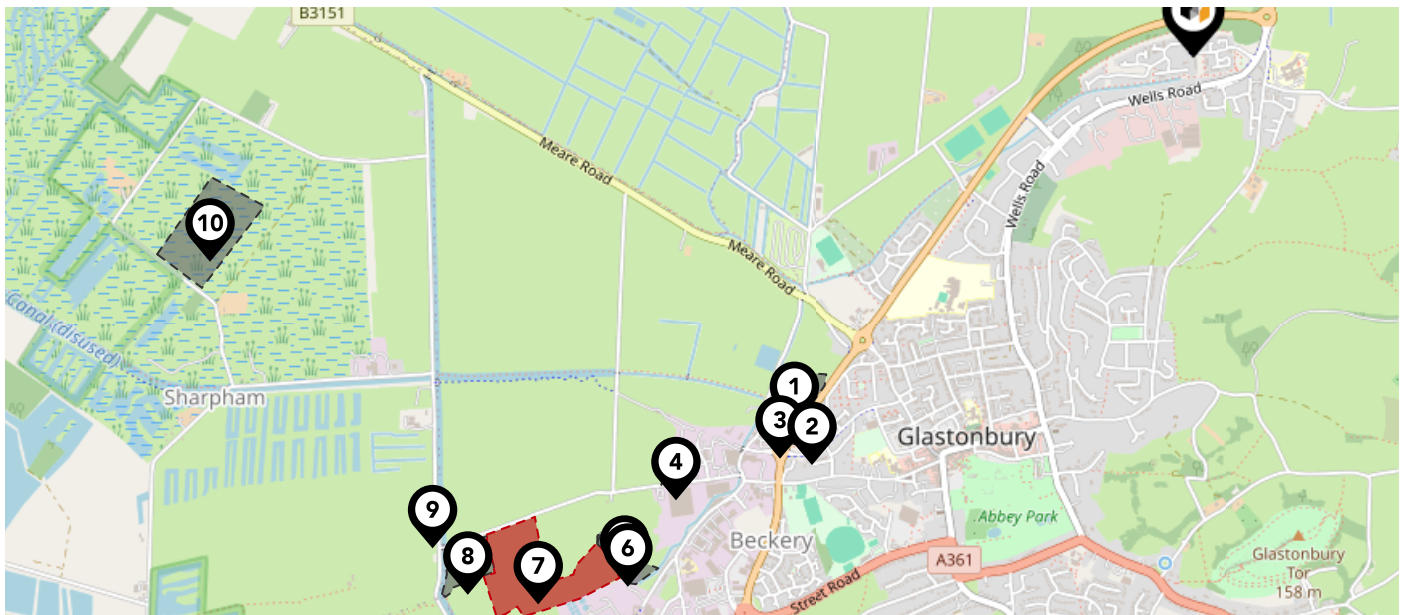 B3151
Wells Road
Meare Road
Wells Road
10
Meare Road
Canal (disused)
1
Sharpham
3
2
Glastonbury
4
9
Abbey Park
6
8
7
Beckery
A361
Glastonbury
Tor
158 m
Street Road